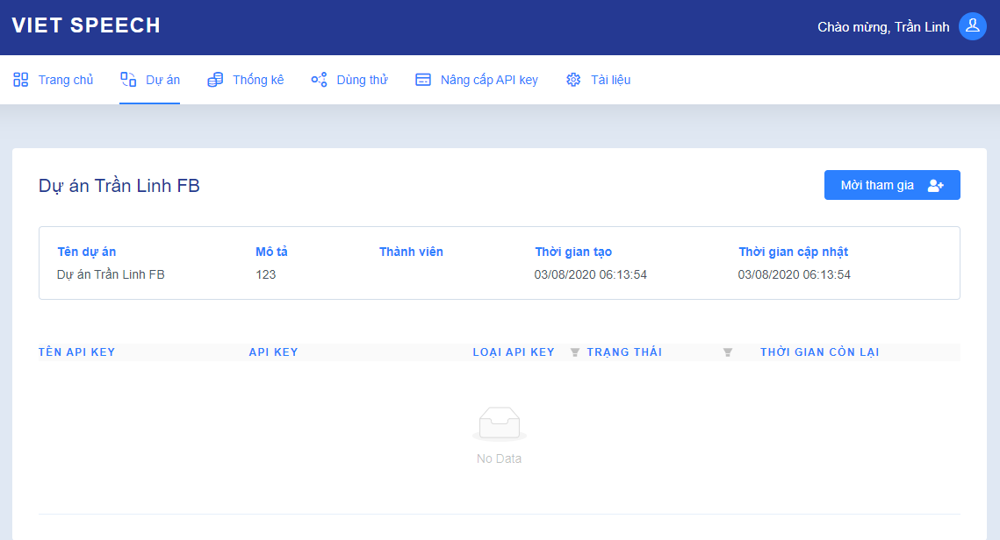 VIET SPEECH
Chào mừng, Trần Linh
Trang chủ Dự án Thống kê Dùng thử Nâng cấp API key Tài liệu
Dự án Trần Linh FB
Mời tham gia
Tên dự án Mô tả Thành viên Thời gian tạo Thời gian cập nhật
Dự án Trần Linh FB 123 03/08/2020 06:13:54 03/08/2020 06:13:54
TÊN API KEY API KEY LOẠI API KEY TRẠNG THÁI THỜI GIAN CÒN LẠI
No Data